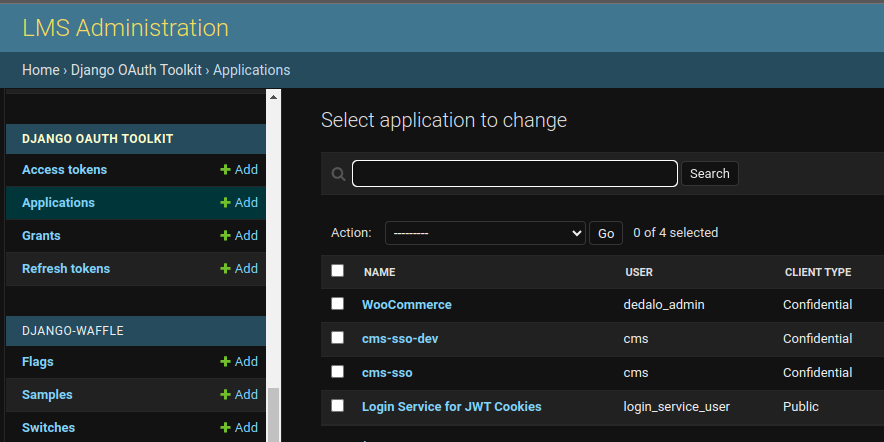 LMS Administration
Home › Django OAuth Toolkit › Applications
DJANGO OAUTH TOOLKIT
Access tokens + Add
Applications + Add
Grants + Add
Refresh tokens + Add
DJANGO-WAFFLE
Flags + Add
Samples + Add
Switches + Add
Select application to change
Search
Action: --------- Go 0 of 4 selected
NAME USER CLIENT TYPE
WooCommerce dedalo_admin Confidential
cms-sso-dev cms Confidential
cms-sso cms Confidential
Login Service for JWT Cookies login_service_user Public